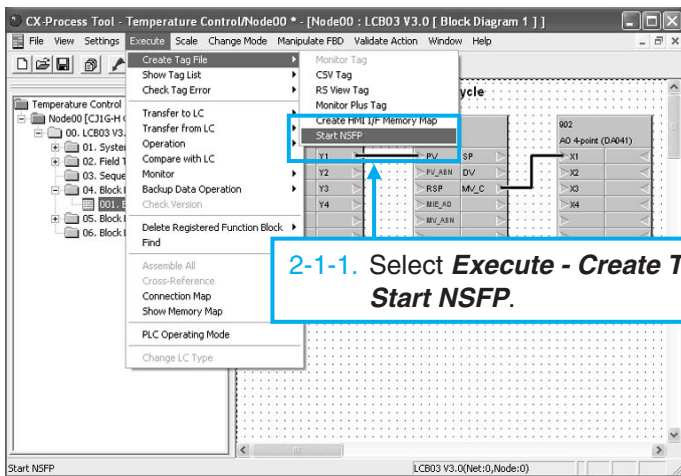 CX-Process Tool - Temperature Control/Node00 * - [Node00 : LCB03 V3.0 [ Block Diagram 1 ] ]
File View Settings Execute Scale Change Mode Manipulate FBD Validate Action Window Help
Create Tag File
Show Tag List
Check Tag Error
Transfer to LC
Transfer from LC
Operation
Compare with LC
Monitor
Backup Data Operation
Check Version
Delete Registered Function Block
Find
Assemble All
Cross-Reference
Connection Map
Show Memory Map
PLC Operating Mode
Change LC Type
Monitor Tag
CSV Tag
RS View Tag
Monitor Plus Tag
Create HMI I/F Memory Map
Start NSFP
Temperature Control
Node00 [CJ1G-H
00. LCB03 V3.
01. System
02. Field T
03. Seque
04. Block
001.
05. Block
06. Block
ycle
Y1
Y2
Y3
Y4
PV SP
PV_ABN DV
RSP MV_C
MIE_AD
MV_ABN
902
AO 4-point (DA041)
X1
X2
X3
X4
2-1-1. Select Execute - Create T
Start NSFP.
Start NSFP
LCB03 V3.0(Net:0,Node:0)